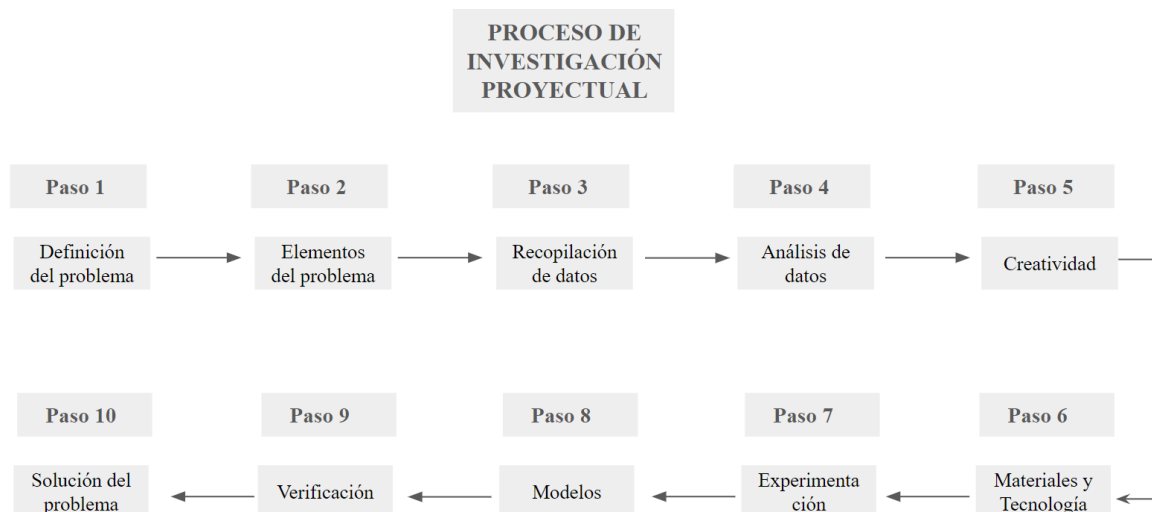 PROCESO DE
INVESTIGACIÓN
PROYECTUAL
Paso 1
Paso 2
Paso 3
Paso 4
Paso 5
Definición
del problema
Elementos
del problema
Recopilación
de datos
Análisis de
datos
Creatividad
Paso 10
Paso 9
Paso 8
Paso 7
Paso 6
Solución del
problema
Verificación
Modelos
Experimenta
ción
Materiales y
Tecnología